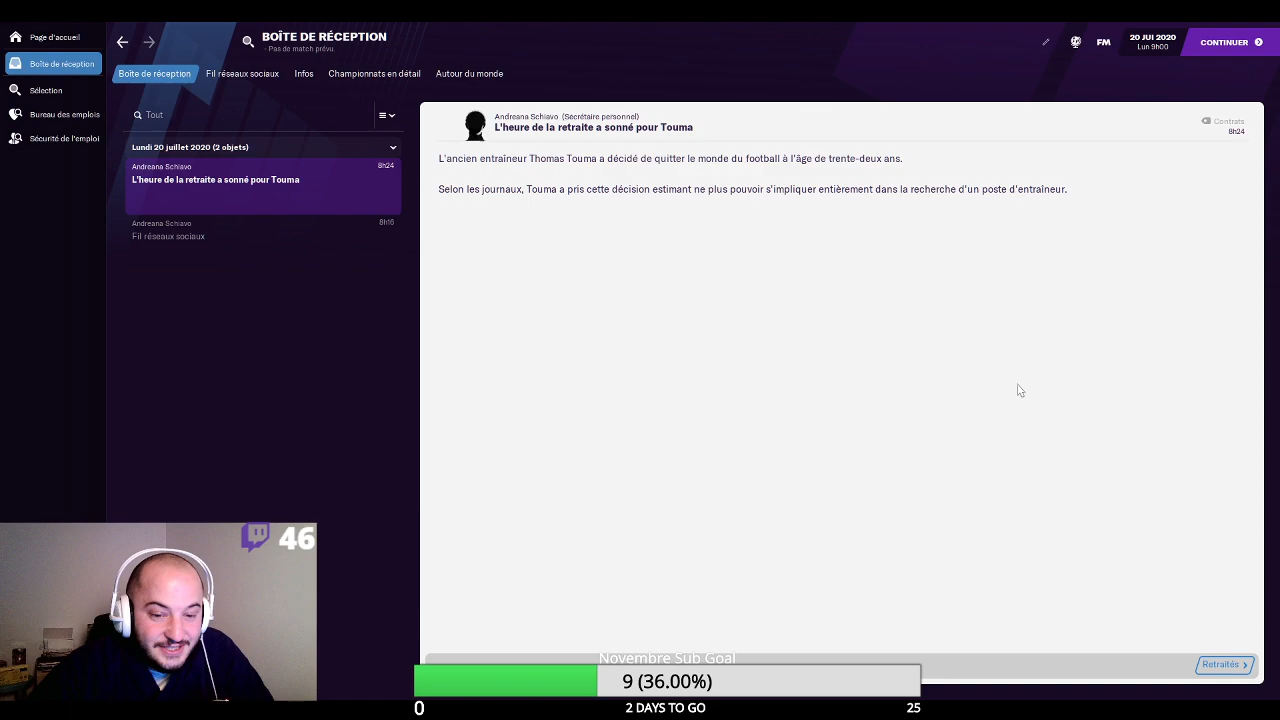 Page d'accueil
Boîte de réception
Sélection
Bureau des emplois
Sécurité de l'emploi
BOÎTE DE RÉCEPTION
- Pas de match prévu.
FM
20 JUI 2020
Lun 9h00
CONTINUER
Boîte de réception
Fil réseaux sociaux
Infos
Championnats en détail
Autour du monde
Tout
Lundi 20 juillet 2020 (2 objets)
Andreana Schiavo
8h24
L'heure de la retraite a sonné pour Touma
Andreana Schiavo
8h16
Fil réseaux sociaux
Andreana Schiavo (Secrétaire personnel)
L'heure de la retraite a sonné pour Touma
Contrats
8h24
L'ancien entraîneur Thomas Touma a décidé de quitter le monde du football à l'âge de trente-deux ans.
Selon les journaux, Touma a pris cette décision estimant ne plus pouvoir s'impliquer entièrement dans la recherche d'un poste d'entraîneur.
Retraités
46
Novembre Sub Goal
9 (36.00%)
0
2 DAYS TO GO
25